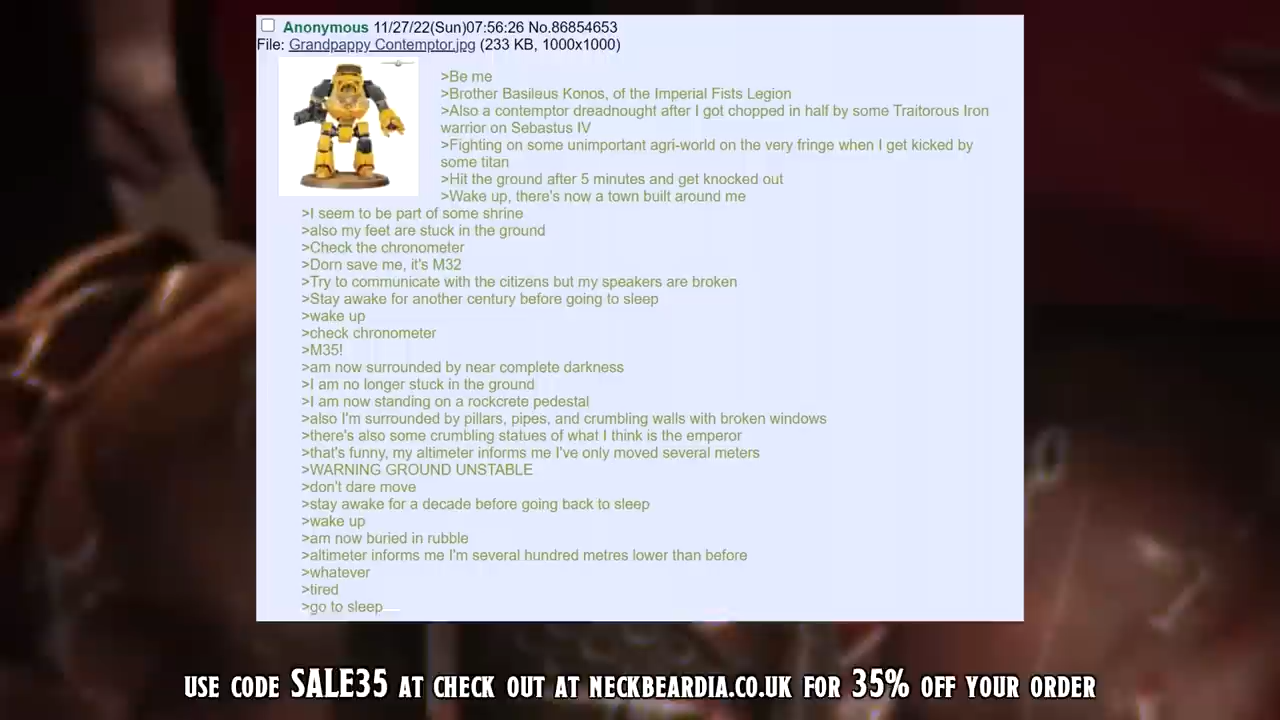 Anonymous 11/27/22(Sun)07:56:26 No.86854653
File: Grandpappy Contemptor.jpg (233 KB, 1000x1000)
>Be me
>Brother Basileus Konos, of the Imperial Fists Legion
>Also a contemptor dreadnought after I got chopped in half by some Traitorous Iron
warrior on Sebastus IV
>Fighting on some unimportant agri-world on the very fringe when I get kicked by
some titan
>Hit the ground after 5 minutes and get knocked out
>Wake up, there's now a town built around me
>I seem to be part of some shrine
>also my feet are stuck in the ground
>Check the chronometer
>Dorn save me, it's M32
>Try to communicate with the citizens but my speakers are broken
>Stay awake for another century before going to sleep
>wake up
>check chronometer
>M35!
>am now surrounded by near complete darkness
>I am no longer stuck in the ground
>I am now standing on a rockcrete pedestal
>also I'm surrounded by pillars, pipes, and crumbling walls with broken windows
>there's also some crumbling statues of what I think is the emperor
>that's funny, my altimeter informs me I've only moved several meters
>WARNING GROUND UNSTABLE
>don't dare move
>stay awake for a decade before going back to sleep
>wake up
>am now buried in rubble
>altimeter informs me I'm several hundred metres lower than before
>whatever
>tired
>go to sleep
USE CODE SALE35 AT CHECK OUT AT NECKBEARDIA.CO.UK FOR 35% OFF YOUR ORDER